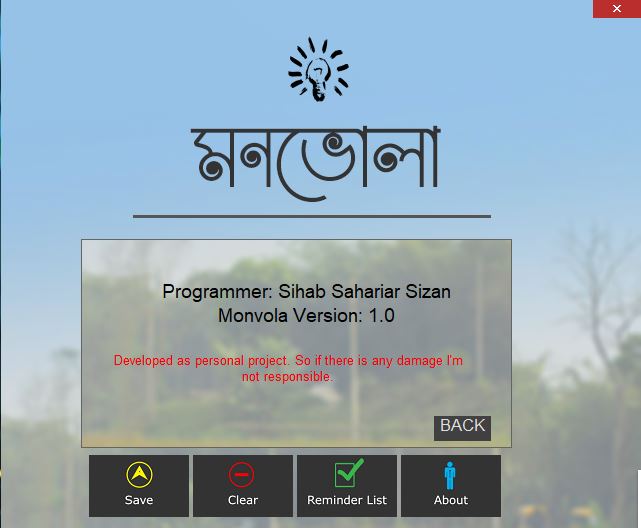 মনভোলা
Programmer: Sihab Sahariar Sizan
Monvola Version: 1.0
Developed as personal project. So if there is any damage I'm
not responsible.
BACK
Save
Clear
Reminder List
About